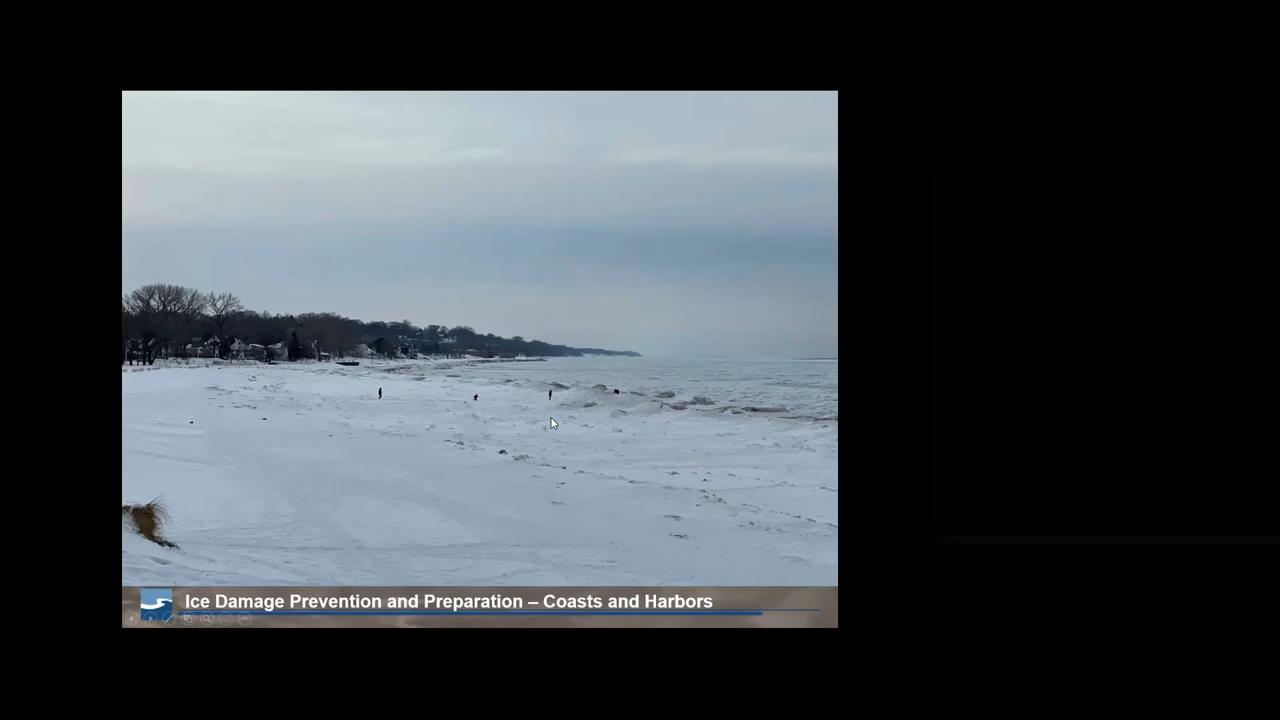 Ice Damage Prevention and Preparation – Coasts and Harbors